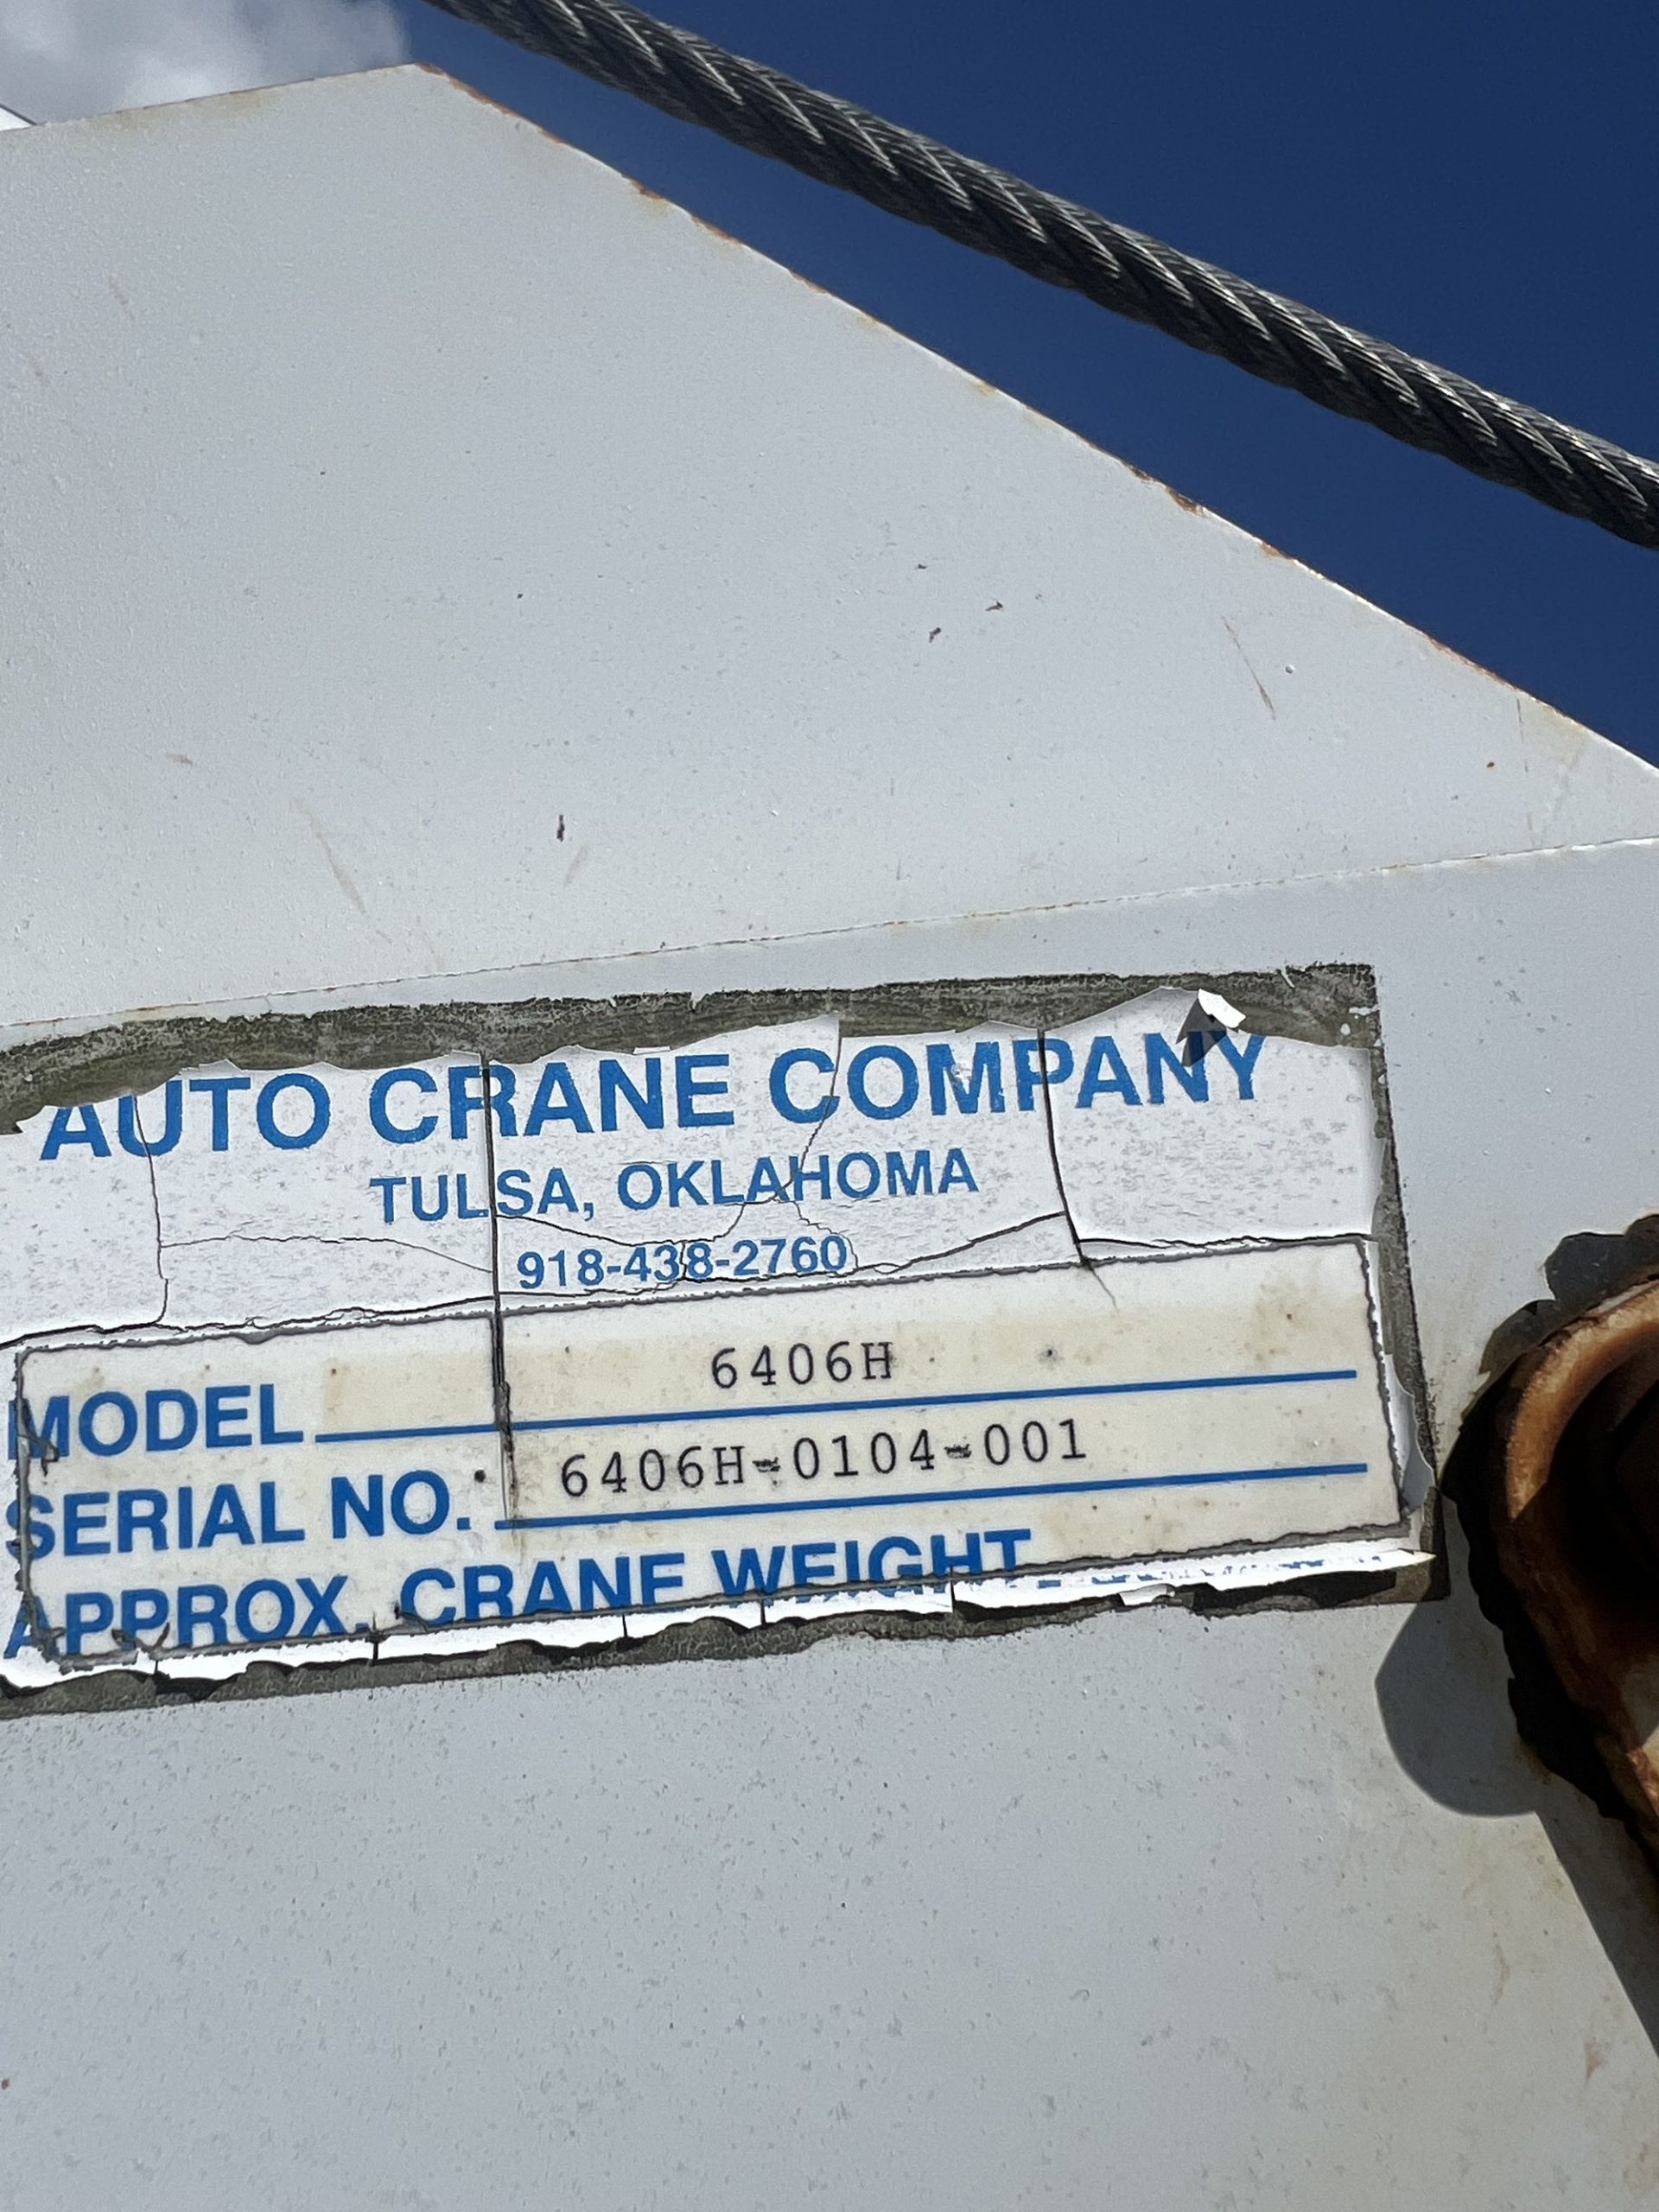 AUTO CRANE COMPANY
TULSA, OKLAHOMA
918-438-2760
MODEL 6406H
SERIAL NO. 6406H-0104-001
APPROX. CRANE WEIGHT